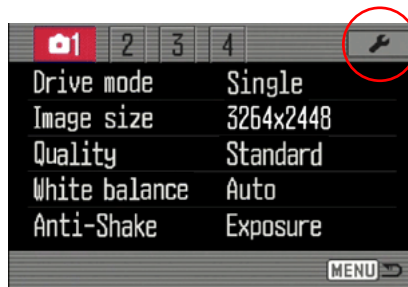 1 2 3 4
Drive mode Single
Image size 3264x2448
Quality Standard
White balance Auto
Anti-Shake Exposure
MENU